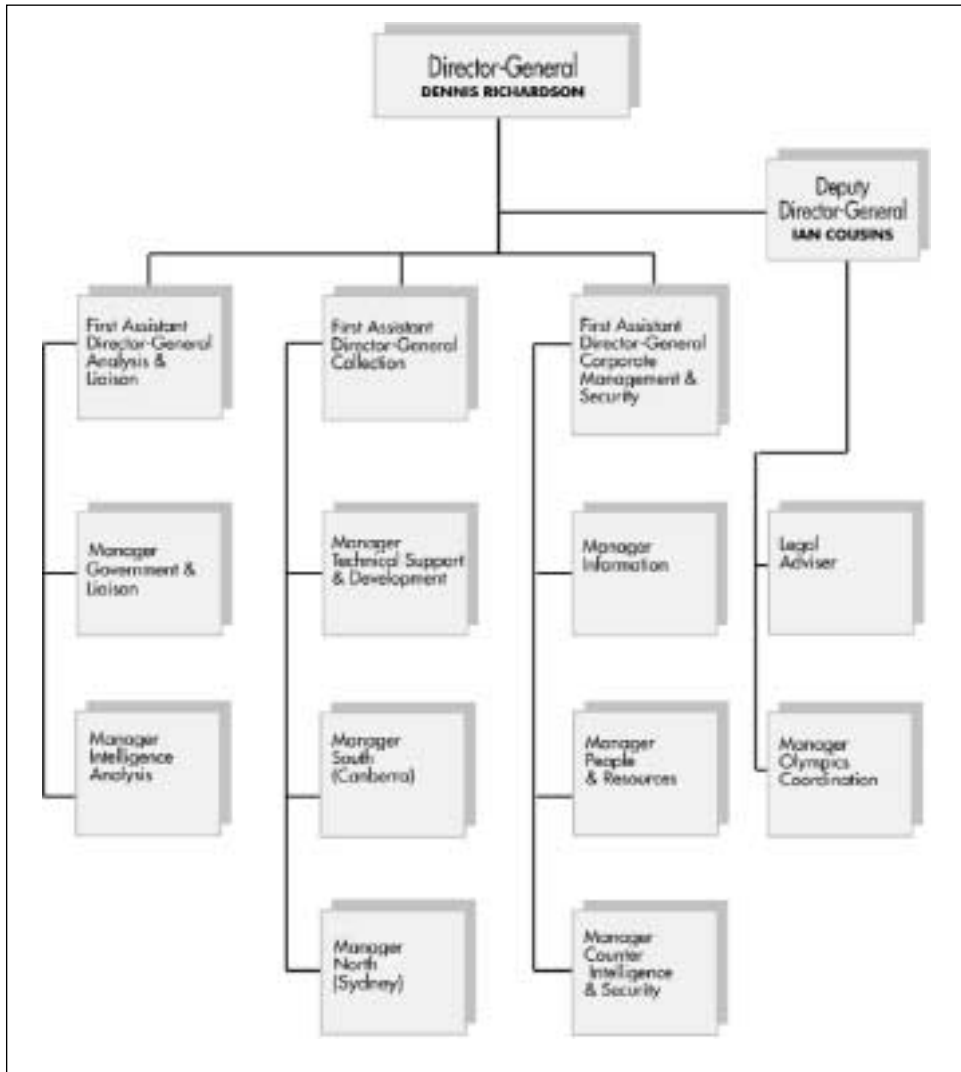 Director-General
DENNIS RICHARDSON
Deputy
Director-General
IAN COUSINS
First Assistant
Director-General
Analysis &
Liaison
First Assistant
Director-General
Collection
First Assistant
Director-General
Corporate
Management &
Security
Manager
Government &
Liaison
Manager
Technical Support
& Development
Manager
Information
Legal
Adviser
Manager
Intelligence
Analysis
Manager
South
(Canberra)
Manager
People
& Resources
Manager
Olympics
Coordination
Manager
North
(Sydney)
Manager
Counter
Intelligence
& Security